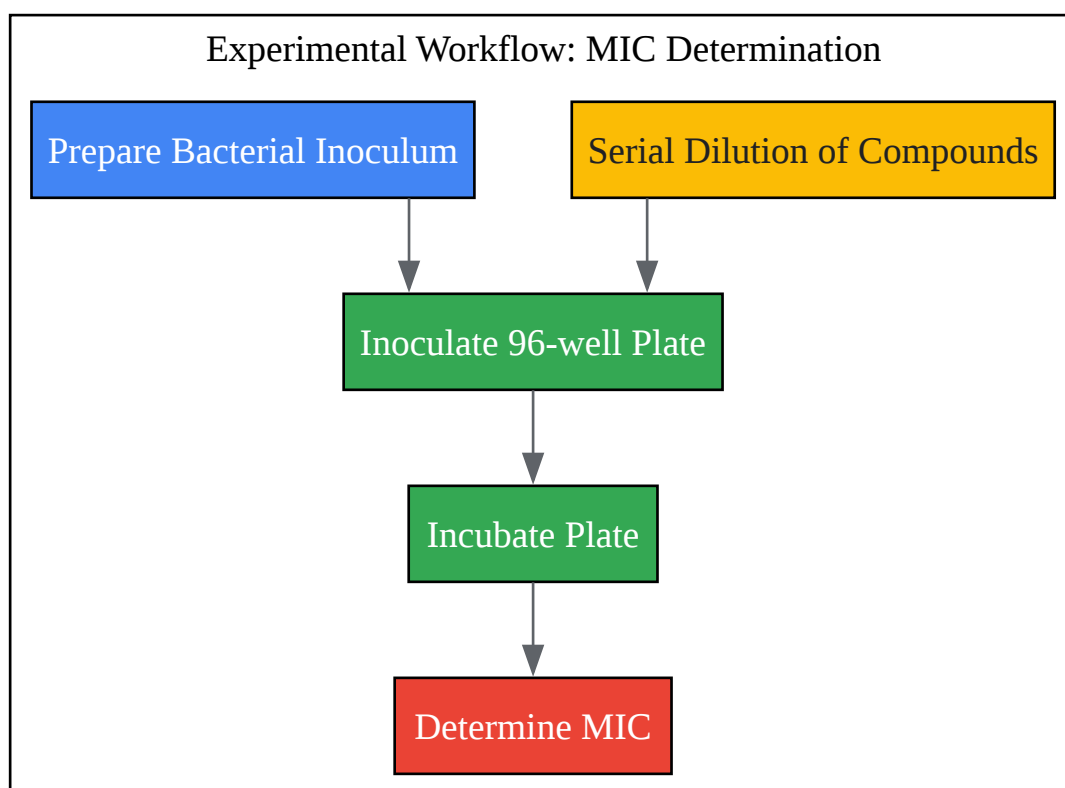 Experimental Workflow: MIC Determination
Prepare Bacterial Inoculum
Serial Dilution of Compounds
Inoculate 96-well Plate
Incubate Plate
Determine MIC